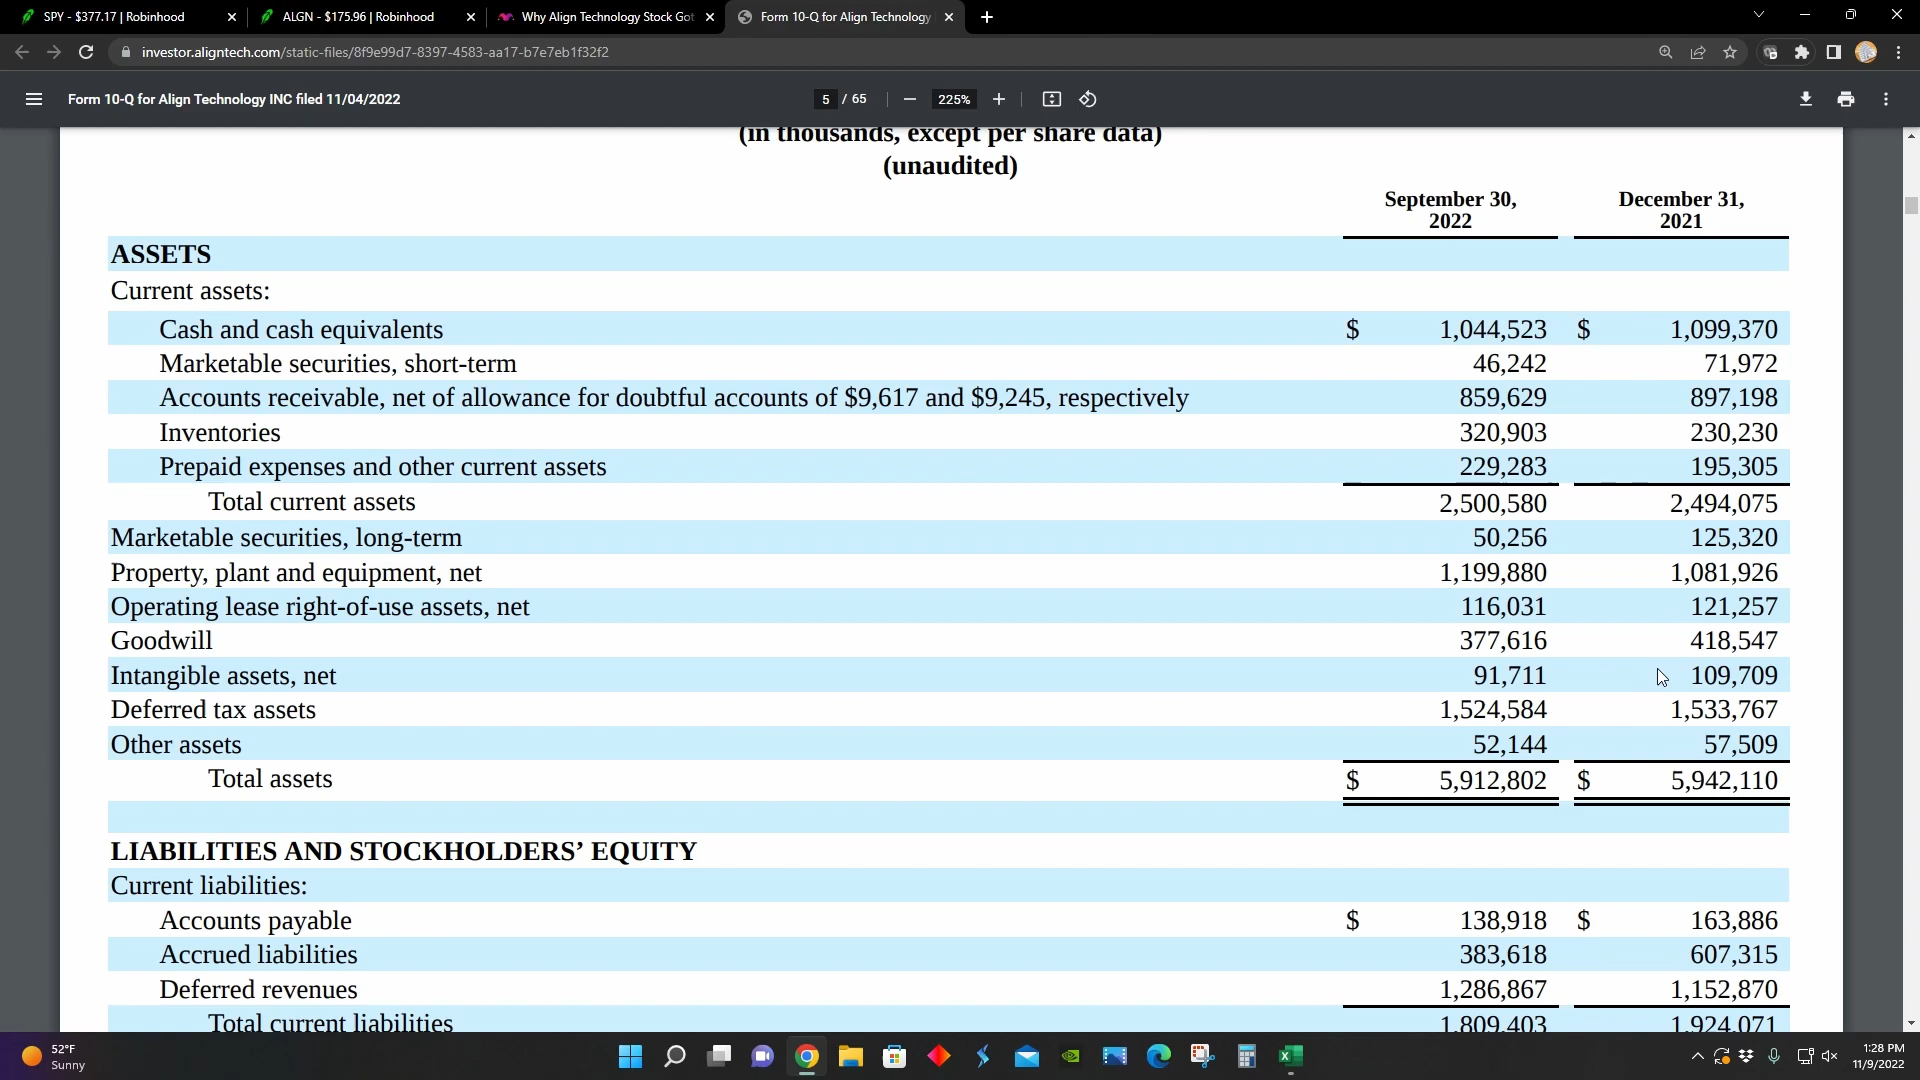 SPY - $377.17 | Robinhood
ALGN - $175.96 | Robinhood
Why Align Technology Stock Got
Form 10-Q for Align Technology
investor.aligntech.com/static-files/8f9e99d7-8397-4583-aa17-b7e7eb1f32f2
Form 10-Q for Align Technology INC filed 11/04/2022
5 / 65
225%
(in thousands, except per share data)
(unaudited)
September 30, 2022 December 31, 2021
ASSETS
Current assets:
Cash and cash equivalents $ 1,044,523 $ 1,099,370
Marketable securities, short-term 46,242 71,972
Accounts receivable, net of allowance for doubtful accounts of $9,617 and $9,245, respectively 859,629 897,198
Inventories 320,903 230,230
Prepaid expenses and other current assets 229,283 195,305
Total current assets 2,500,580 2,494,075
Marketable securities, long-term 50,256 125,320
Property, plant and equipment, net 1,199,880 1,081,926
Operating lease right-of-use assets, net 116,031 121,257
Goodwill 377,616 418,547
Intangible assets, net 91,711 109,709
Deferred tax assets 1,524,584 1,533,767
Other assets 52,144 57,509
Total assets $ 5,912,802 $ 5,942,110
LIABILITIES AND STOCKHOLDERS’ EQUITY
Current liabilities:
Accounts payable $ 138,918 $ 163,886
Accrued liabilities 383,618 607,315
Deferred revenues 1,286,867 1,152,870
Total current liabilities 1,809,403 1,924,071
52°F
Sunny
1:28 PM
11/9/2022